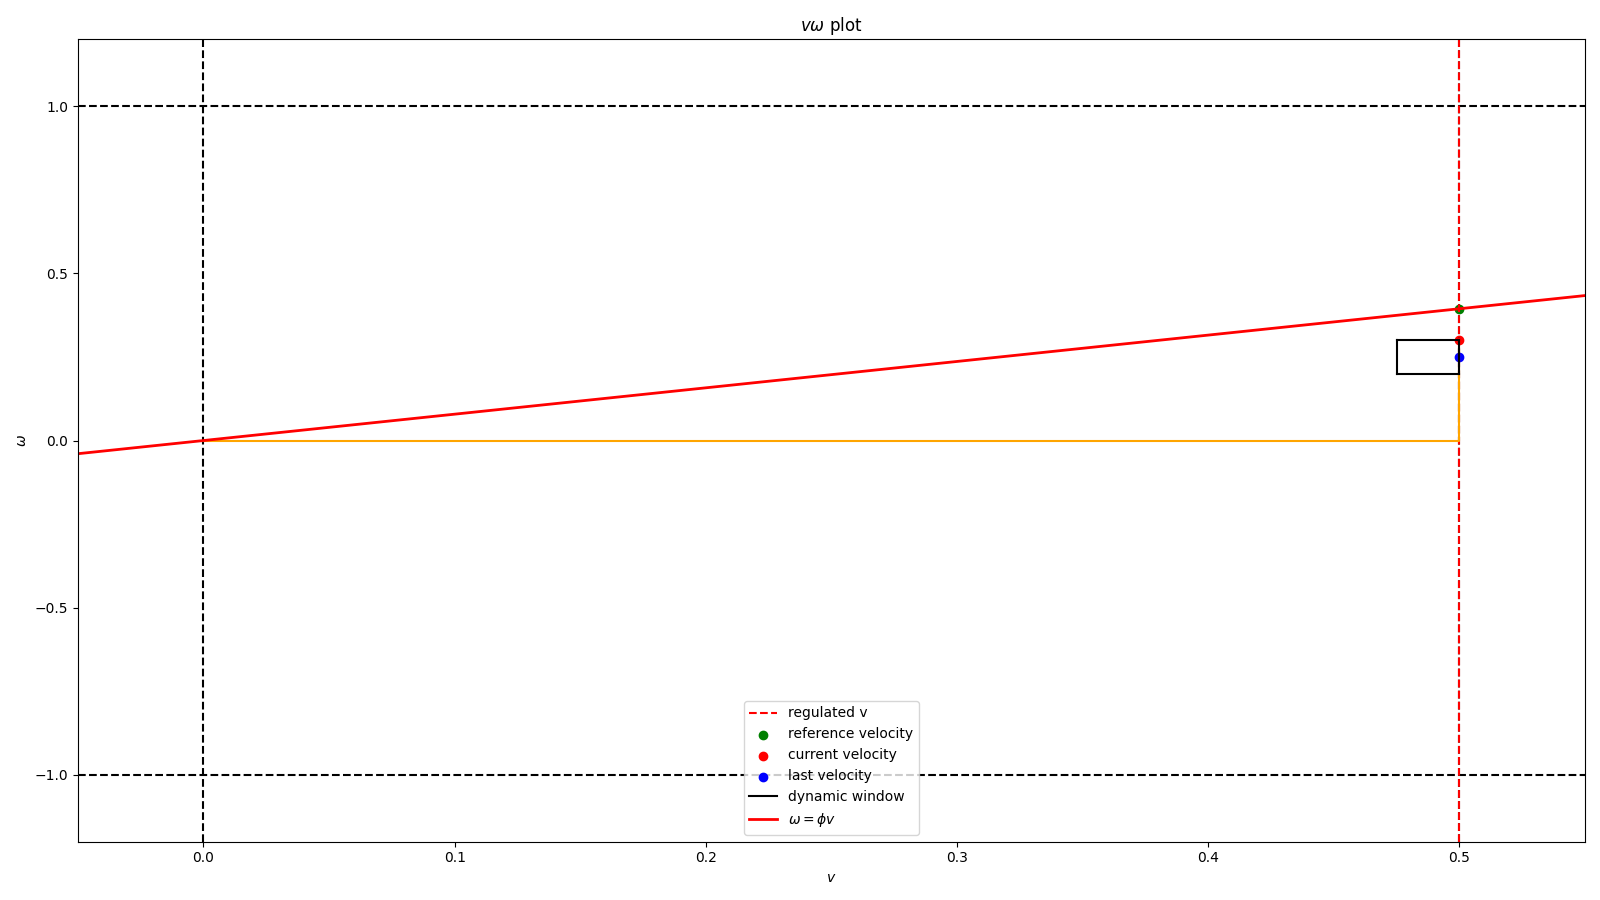 vω plot
1.0
0.5
0.0
−0.5
−1.0
ω
0.0 0.1 0.2 0.3 0.4 0.5
v
regulated v
reference velocity
current velocity
last velocity
dynamic window
ω = ϕv